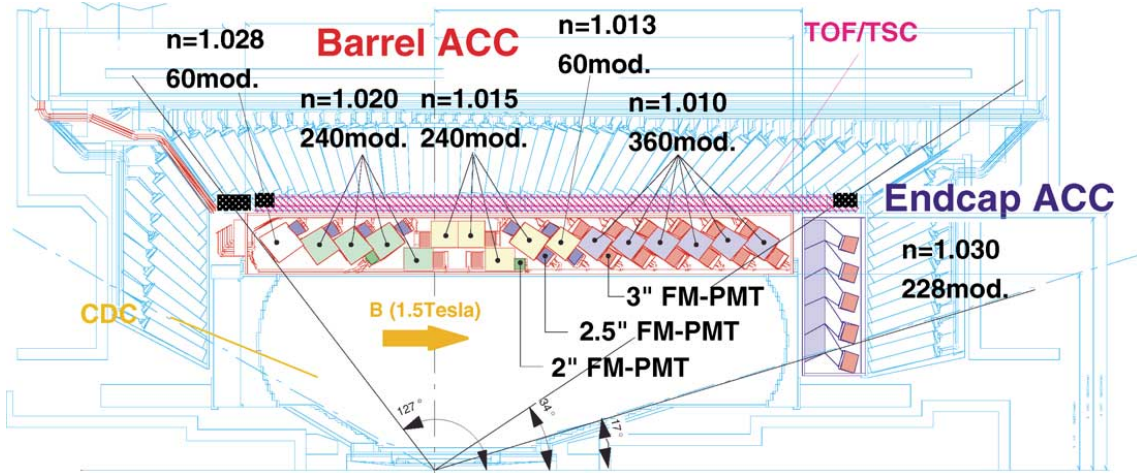 n=1.028
60mod.
Barrel ACC
n=1.013
60mod.
TOF/TSC
n=1.020
240mod.
n=1.015
240mod.
n=1.010
360mod.
Endcap ACC
n=1.030
228mod.
CDC
B (1.5Tesla)
3" FM-PMT
2.5" FM-PMT
2" FM-PMT
127°
34°
17°